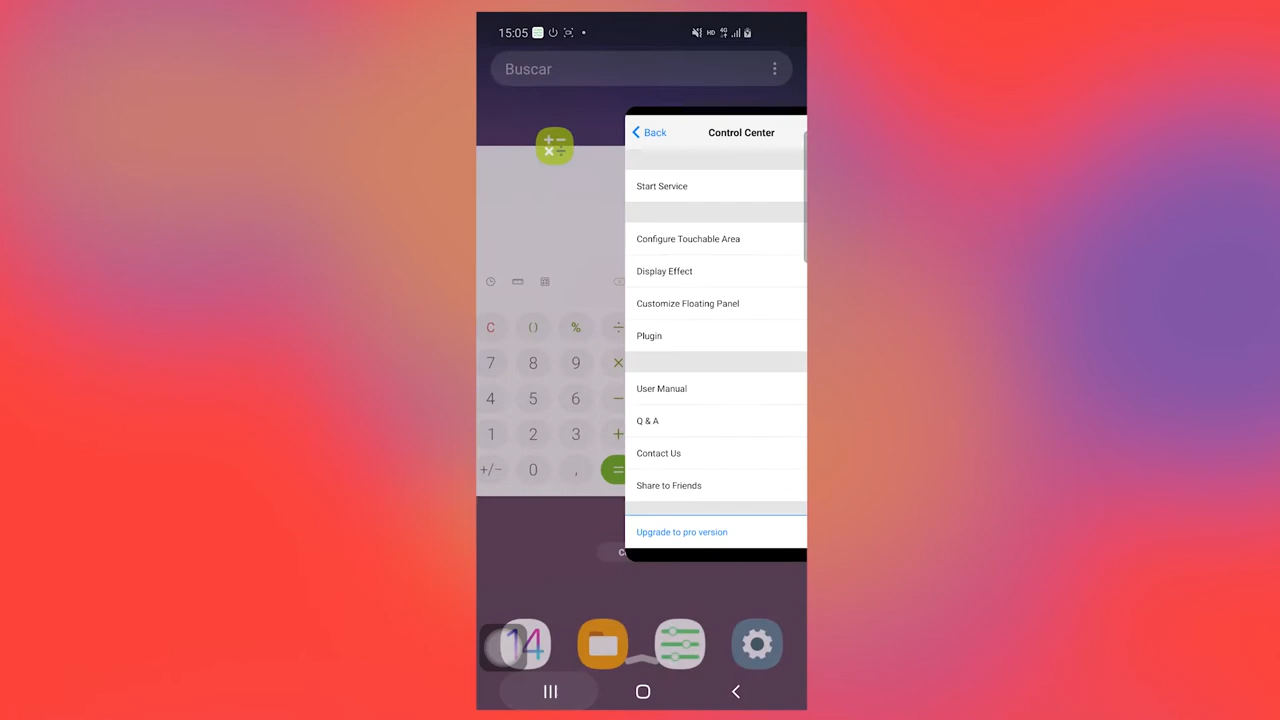 15:05
HD 4G
Buscar
Back Control Center
Start Service
Configure Touchable Area
Display Effect
Customize Floating Panel
Plugin
User Manual
Q & A
Contact Us
Share to Friends
Upgrade to pro version
C () % ÷
7 8 9 ×
4 5 6 −
1 2 3 +
+/− 0 , =
C
14